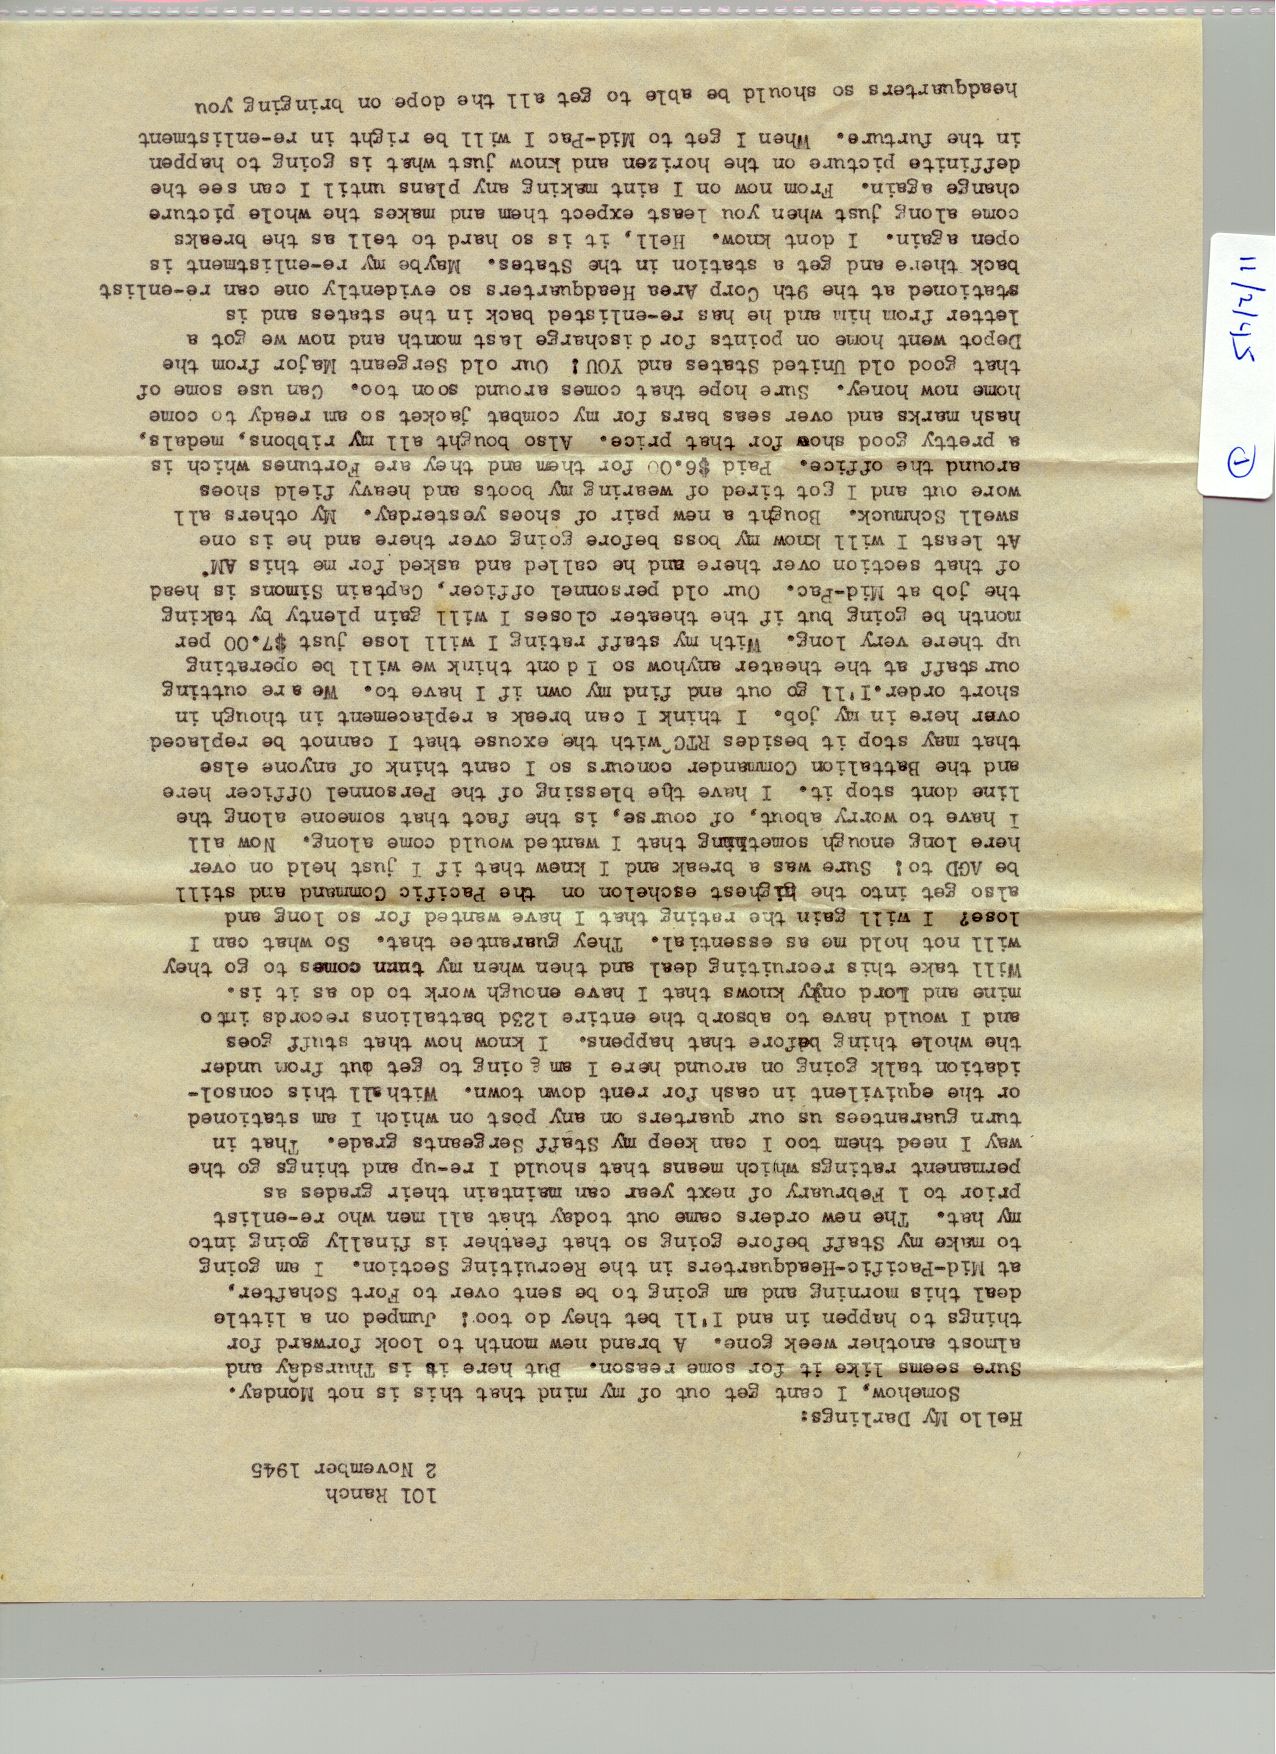 101 Ranch
2 November 1945
Hello My Darlings:
Somehow, I cant get out of my mind that this is not Monday.
Sure seems like it for some reason. But here it is Thursday and
almost another week gone. A brand new month to look forward for
things to happen in and I'll bet they do too! Jumped on a little
deal this morning and am going to be sent over to Fort Schafter,
at Mid-Pacific-Headquarters in the Recruiting Section. I am going
to make my Staff before going so that feather is finally going into
my hat. The new orders came out today that all men who re-enlist
prior to 1 February of next year can maintain their grades as
permanent ratings which means that should I re-up and things go the
way I need them too I can keep my Staff Sergeants grade. That in
turn guarantees us our quarters on any post on which I am stationed
or the equivilent in cash for rent down town. With all this consol-
idation talk going on around here I am going to get out from under
the whole thing before that happens. I know how that stuff goes
and I would have to absorb the entire 123d battalions records into
mine and Lord only knows that I have enough work to do as it is.
Will take this recruiting deal and then when my turn comes to go they
will not hold me as essential. They guarantee that. So what can I
lose? I will gain the rating that I have wanted for so long and
also get into the highest eschelon on the Pacific Command and still
be AGD to! Sure was a break and I knew that if I just held on over
here long enough something that I wanted would come along. Now all
I have to worry about, of course, is the fact that someone along the
line dont stop it. I have the blessing of the Personnel Officer here
and the Battalion Commander concurs so I cant think of anyone else
that may stop it besides RTC with the excuse that I cannot be replaced
over here in my job. I think I can break a replacement in though in
short order. I'll go out and find my own if I have to. We are cutting
our staff at the theater anyhow so I dont think we will be operating
up there very long. With my staff rating I will lose just $7.00 per
month be going but if the theater closes I will gain plenty by taking
the job at Mid-Pac. Our old personnel officer, Captain Simons is head
of that section over there and he called and asked for me this AM.
At least I will know my boss before going over there and he is one
swell Schmuck. Bought a new pair of shoes yesterday. My others all
wore out and I got tired of wearing my boots and heavy field shoes
around the office. Paid $6.00 for them and they are Fortunes which is
a pretty good shoe for that price. Also bought all my ribbons, medals,
hash marks and over seas bars for my combat jacket so am ready to come
home now honey. Sure hope that comes around soon too. Can use some of
that good old United States and YOU! Our old Sergeant Major from the
Depot went home on points for discharge last month and now we got a
letter from him and he has re-enlisted back in the states and is
stationed at the 9th Corp Area Headquarters so evidently one can re-enlist
back there and get a station in the States. Maybe my re-enlistment is
open again. I dont know. Hell, it is so hard to tell as the breaks
come along just when you least expect them and makes the whole picture
change again. From now on I aint making any plans until I can see the
deffinite picture on the horizen and know just what is going to happen
in the furture. When I get to Mid-Pac I will be right in re-enlistment
headquarters so should be able to get all the dope on bringing you
11/2/45
1